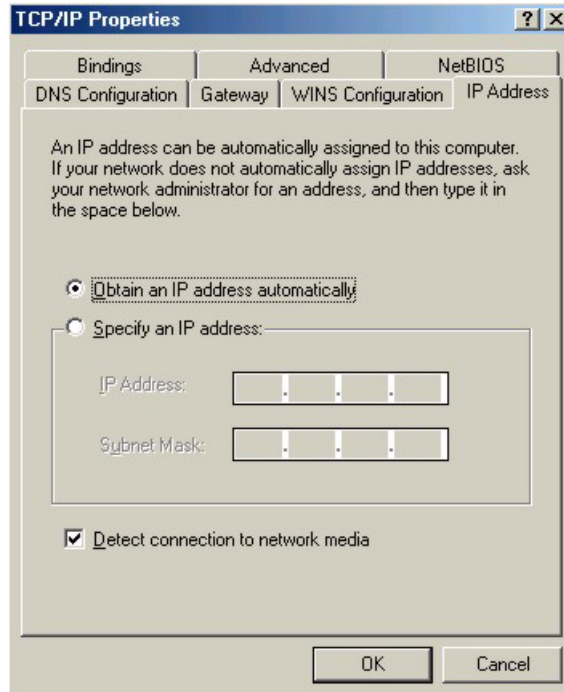 TCP/IP Properties
Bindings Advanced NetBIOS
DNS Configuration Gateway WINS Configuration IP Address
An IP address can be automatically assigned to this computer.
If your network does not automatically assign IP addresses, ask
your network administrator for an address, and then type it in
the space below.
Obtain an IP address automatically
Specify an IP address:
IP Address:
Subnet Mask:
Detect connection to network media
OK Cancel